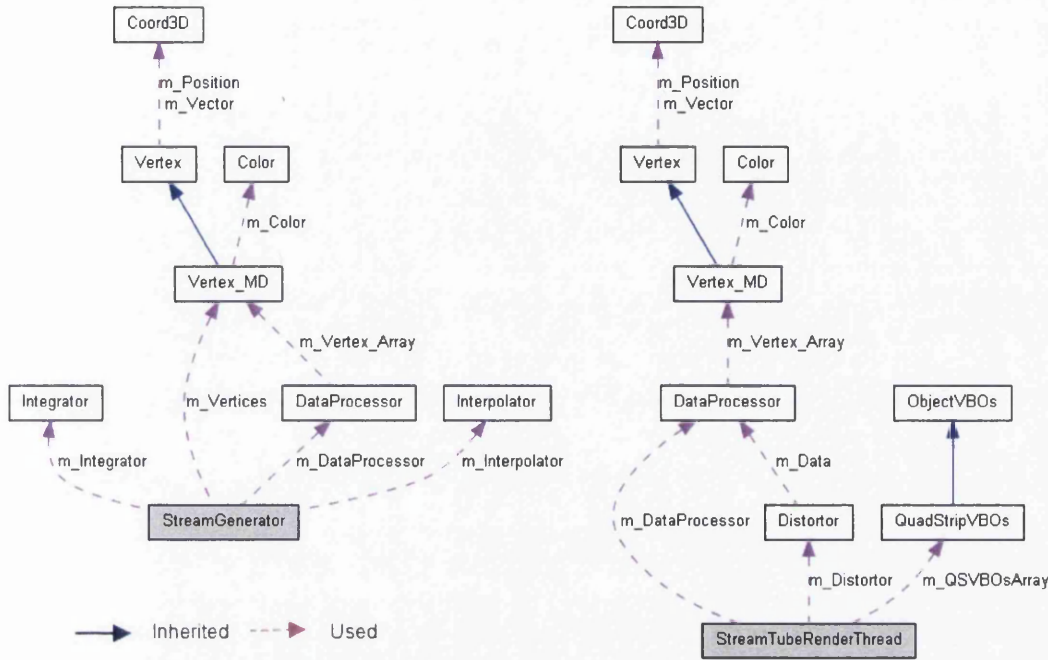 Coord3D
m_Position
m_Vector
Vertex
Color
m_Color
Vertex_MD
m_Vertex_Array
Integrator
m_Vertices
DataProcessor
Interpolator
m_Integrator
m_DataProcessor
m_Interpolator
StreamGenerator
Inherited
Used
Coord3D
m_Position
m_Vector
Vertex
Color
m_Color
Vertex_MD
m_Vertex_Array
DataProcessor
ObjectVBOs
m_Data
m_DataProcessor
Distortor
QuadStripVBOs
m_Distortor
m_QSVBOsArray
StreamTubeRenderThread